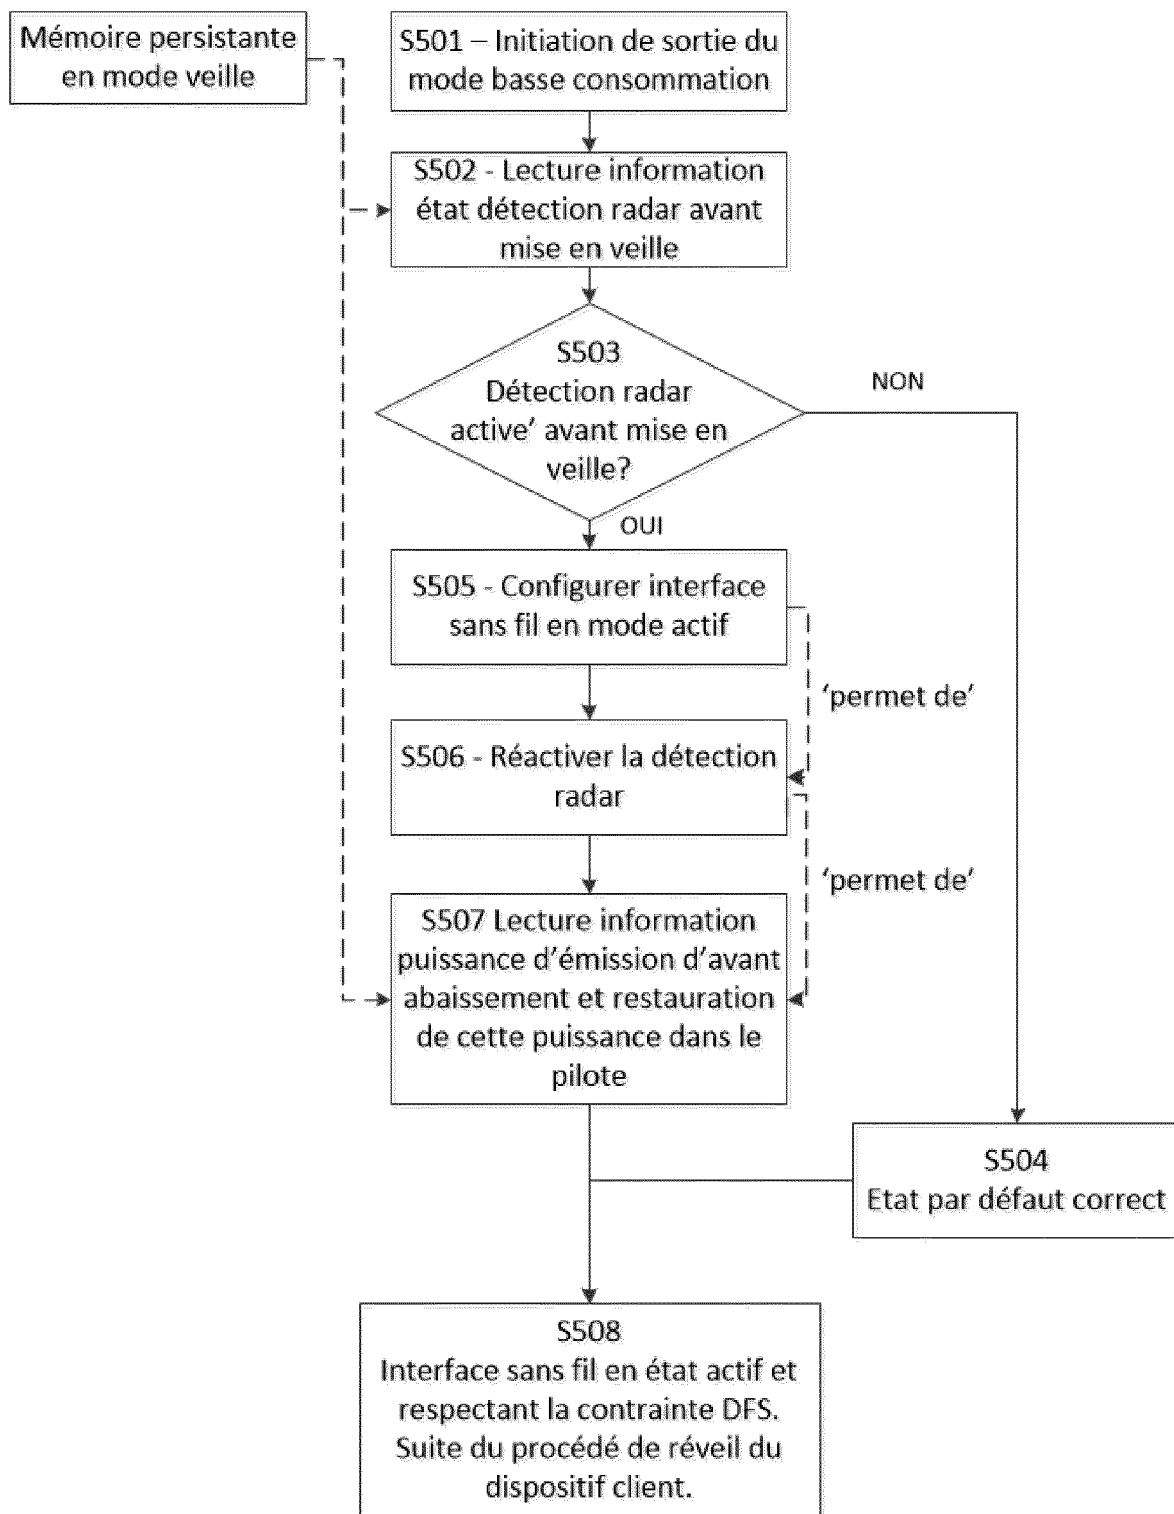 Mémoire persistante
en mode veille
S501 – Initiation de sortie du
mode basse consommation
S502 - Lecture information
état détection radar avant
mise en veille
S503
Détection radar
active’ avant mise en
veille?
NON
OUI
S505 - Configurer interface
sans fil en mode actif
‘permet de’
S506 - Réactiver la détection
radar
‘permet de’
S507 Lecture information
puissance d’émission d’avant
abaissement et restauration
de cette puissance dans le
pilote
S504
Etat par défaut correct
S508
Interface sans fil en état actif et
respectant la contrainte DFS.
Suite du procédé de réveil du
dispositif client.